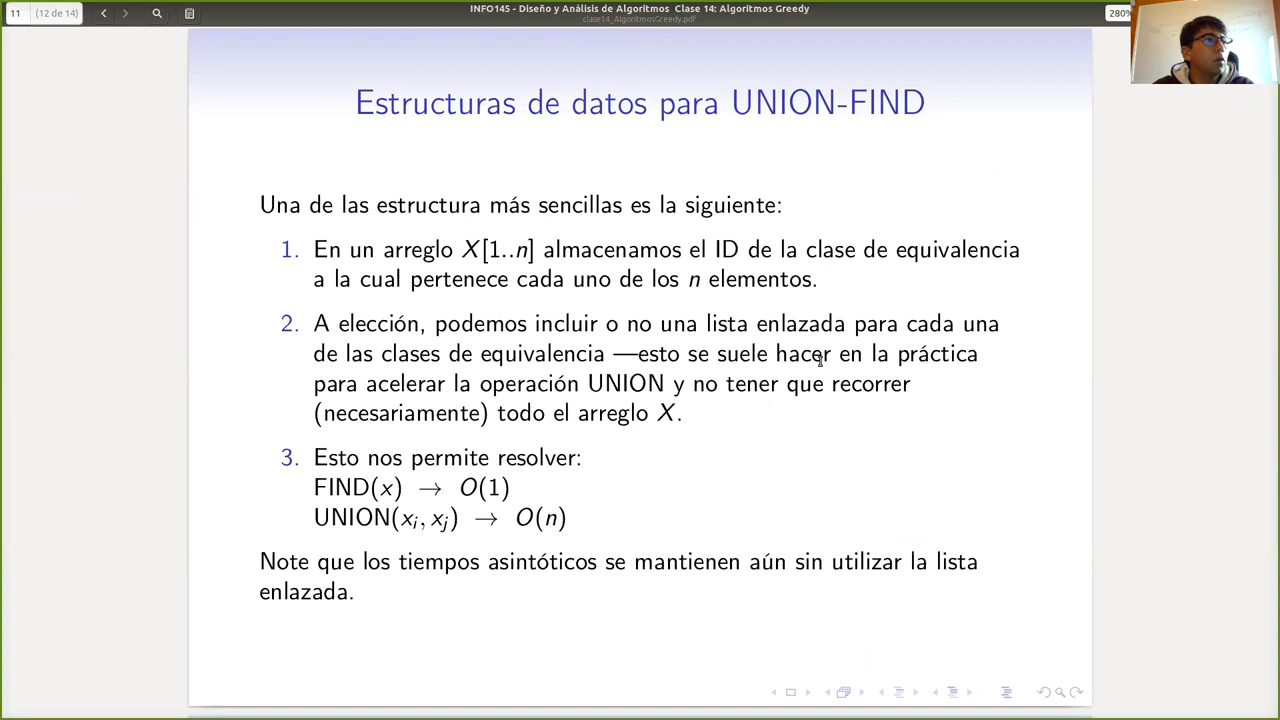 11
(12 de 14)
INFO145 - Diseño y Análisis de Algoritmos Clase 14: Algoritmos Greedy
clase14_AlgoritmosGreedy.pdf
280%
Estructuras de datos para UNION-FIND
Una de las estructura más sencillas es la siguiente:
1. En un arreglo X[1..n] almacenamos el ID de la clase de equivalencia
a la cual pertenece cada uno de los n elementos.
2. A elección, podemos incluir o no una lista enlazada para cada una
de las clases de equivalencia —esto se suele hacer en la práctica
para acelerar la operación UNION y no tener que recorrer
(necesariamente) todo el arreglo X.
3. Esto nos permite resolver:
FIND(x) → O(1)
UNION(xᵢ, xⱼ) → O(n)
Note que los tiempos asintóticos se mantienen aún sin utilizar la lista
enlazada.